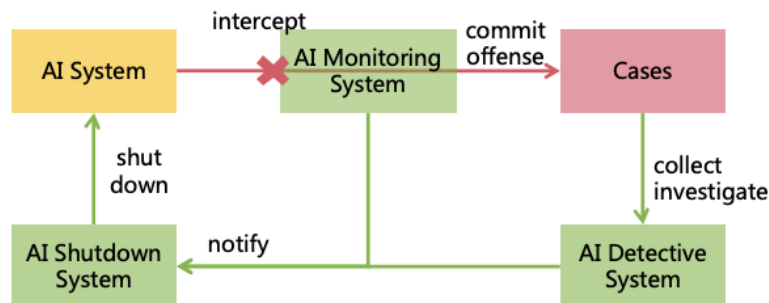 intercept
commit
offense
AI System
AI Monitoring
System
Cases
shut
down
collect
investigate
AI Shutdown
System
notify
AI Detective
System